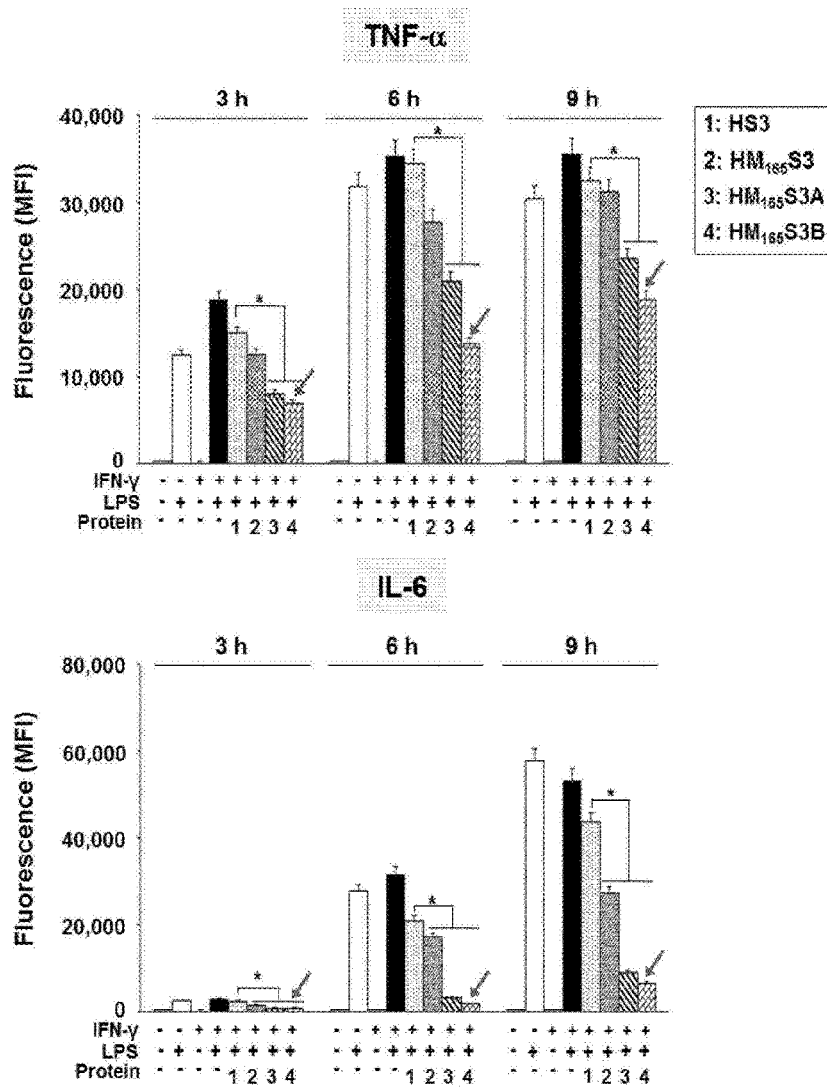 TNF-α
3 h 6 h 9 h
40,000
30,000
20,000
10,000
0
Fluorescence (MFI)
* * *
1: HS3
2: HM₁₆₅S3
3: HM₁₆₅S3A
4: HM₁₆₅S3B
IFN-γ - - + + + + + + - - + + + + + + - - + + + + + +
LPS - + - + + + + + - + - + + + + + - + - + + + + +
Protein - - - - 1 2 3 4 - - - - 1 2 3 4 - - - - 1 2 3 4
IL-6
3 h 6 h 9 h
80,000
60,000
40,000
20,000
0
Fluorescence (MFI)
* * *
IFN-γ - - + + + + + + - - + + + + + + - - + + + + + +
LPS - + - + + + + + - + - + + + + + - + - + + + + +
Protein - - - - 1 2 3 4 - - - - 1 2 3 4 - - - - 1 2 3 4